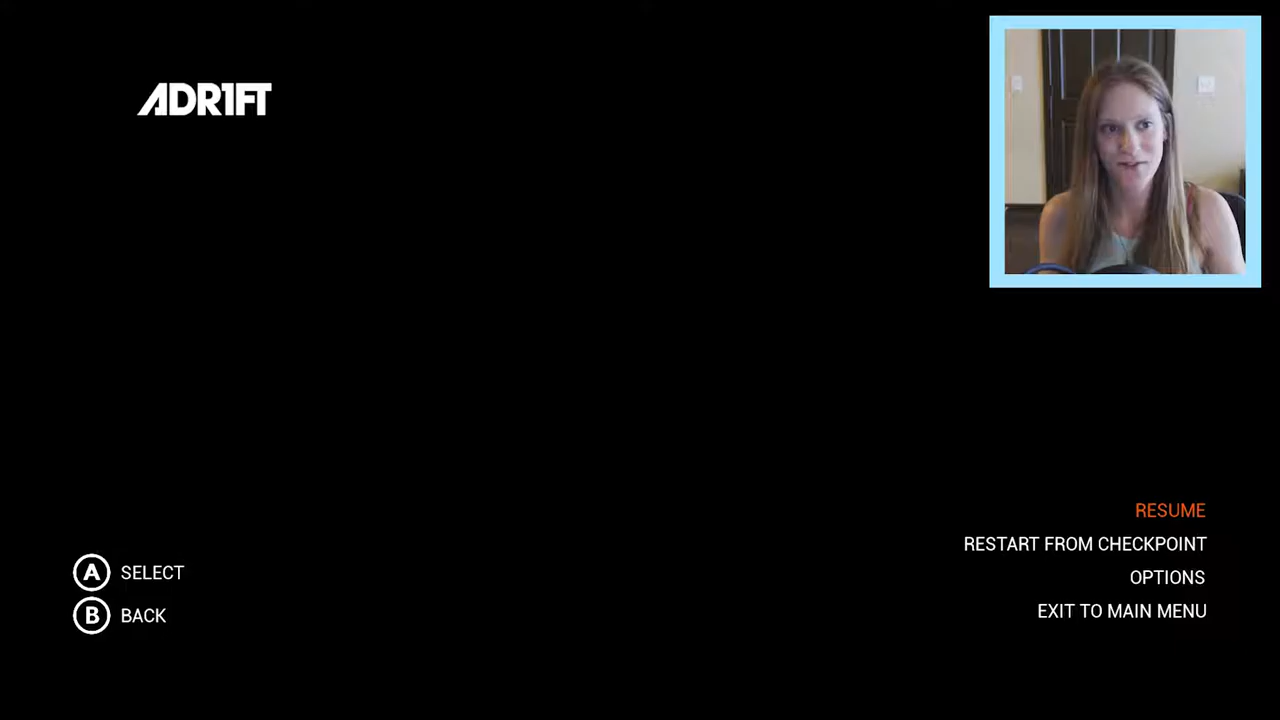 ADR1FT
RESUME
RESTART FROM CHECKPOINT
OPTIONS
EXIT TO MAIN MENU
A SELECT
B BACK